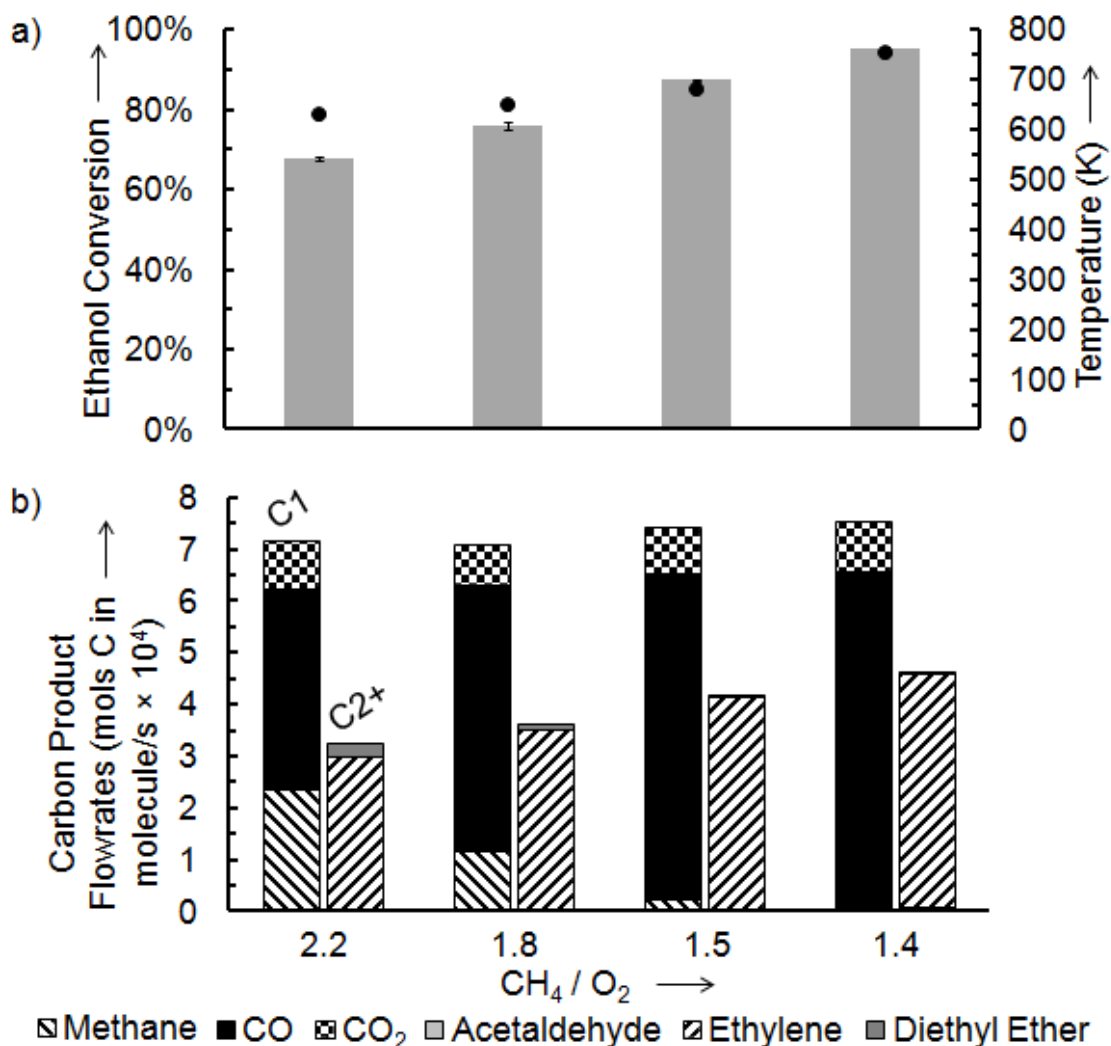 a)
Ethanol Conversion →
100%
80%
60%
40%
20%
0%
800
700
600
500
400
300
200
100
0
Temperature (K) →
b)
Carbon Product
Flowrates (mols C in →
molecule/s × 10⁴)
8
7
6
5
4
3
2
1
0
C1
C2+
2.2 1.8 1.5 1.4
CH₄ / O₂ →
Methane CO CO₂ Acetaldehyde Ethylene Diethyl Ether